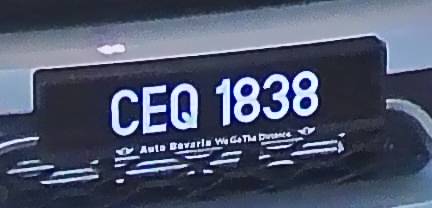 CEQ 1838
Auto Bavaria We Go The Distance